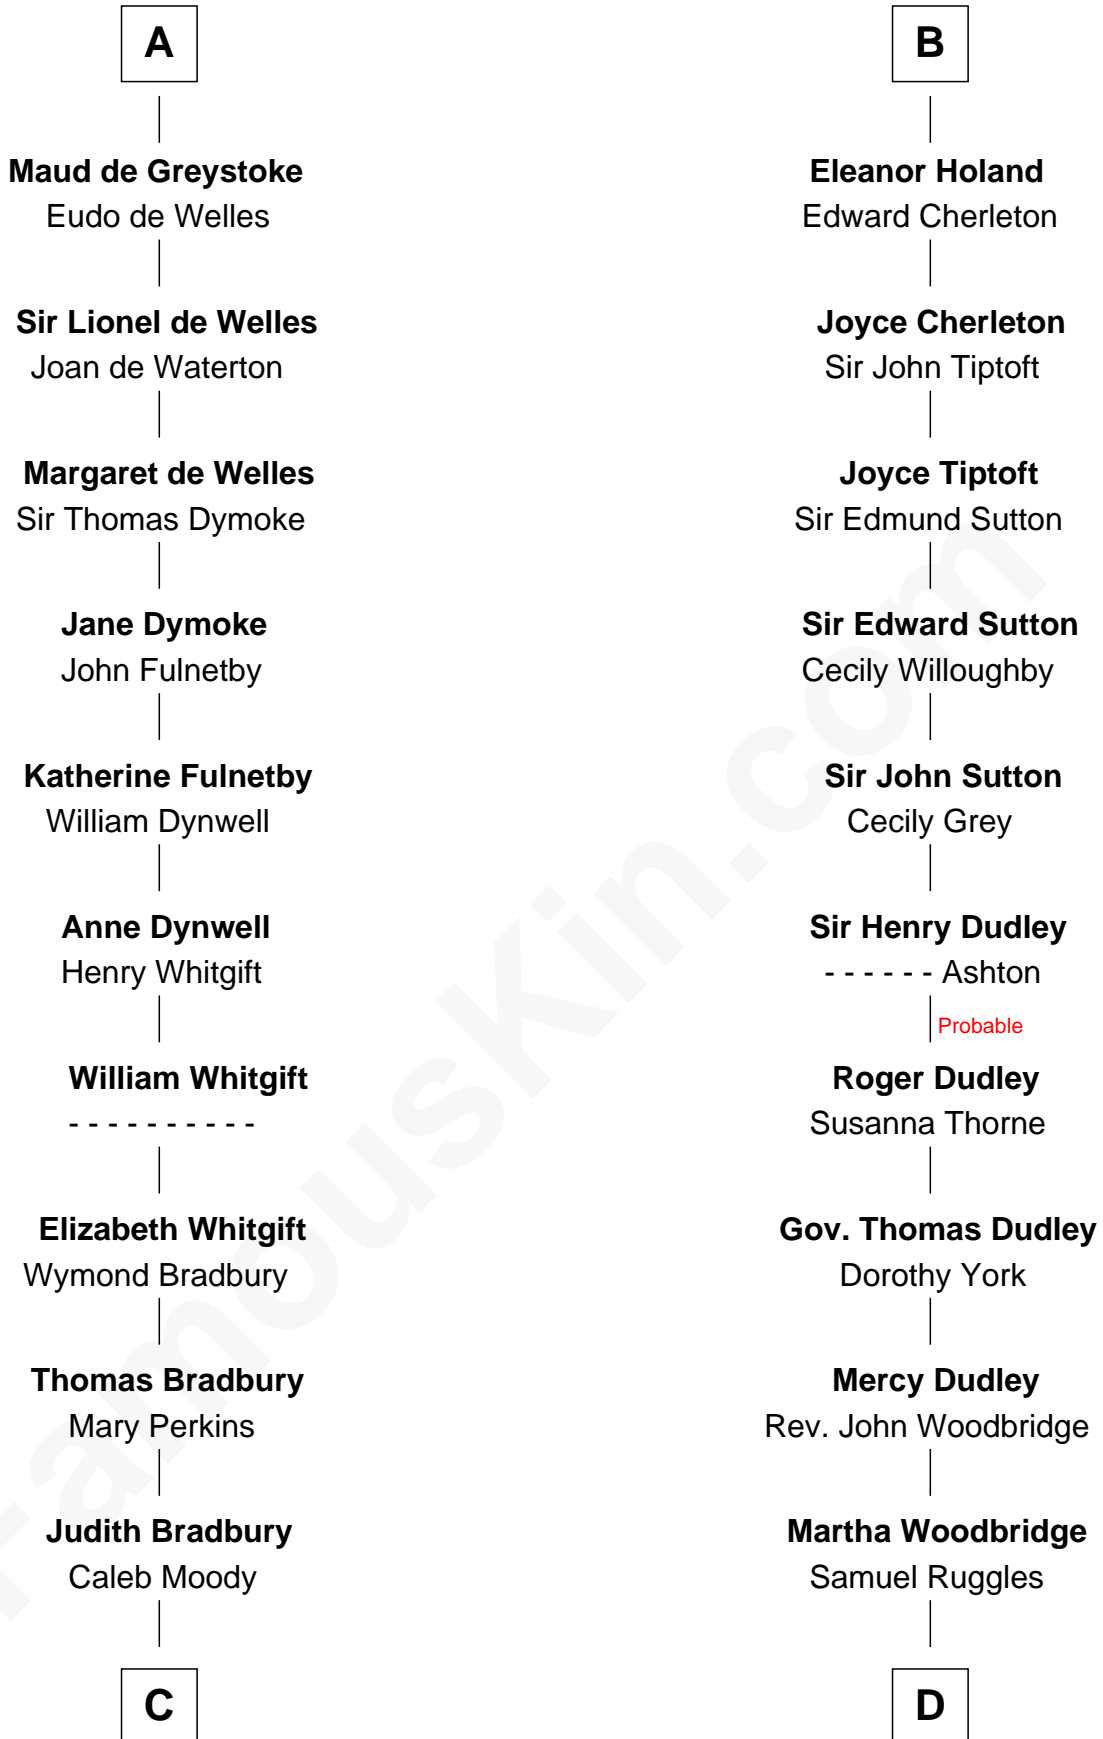 A
Maud de Greystoke
Eudo de Welles
Sir Lionel de Welles
Joan de Waterton
Margaret de Welles
Sir Thomas Dymoke
Jane Dymoke
John Fulnetby
Katherine Fulnetby
William Dynwell
Anne Dynwell
Henry Whitgift
William Whitgift
- - - - - - - - - -
Elizabeth Whitgift
Wymond Bradbury
Thomas Bradbury
Mary Perkins
Judith Bradbury
Caleb Moody
C
B
Eleanor Holand
Edward Cherleton
Joyce Cherleton
Sir John Tiptoft
Joyce Tiptoft
Sir Edmund Sutton
Sir Edward Sutton
Cecily Willoughby
Sir John Sutton
Cecily Grey
Sir Henry Dudley
- - - - - - Ashton
Probable
Roger Dudley
Susanna Thorne
Gov. Thomas Dudley
Dorothy York
Mercy Dudley
Rev. John Woodbridge
Martha Woodbridge
Samuel Ruggles
D
FamousKin.com